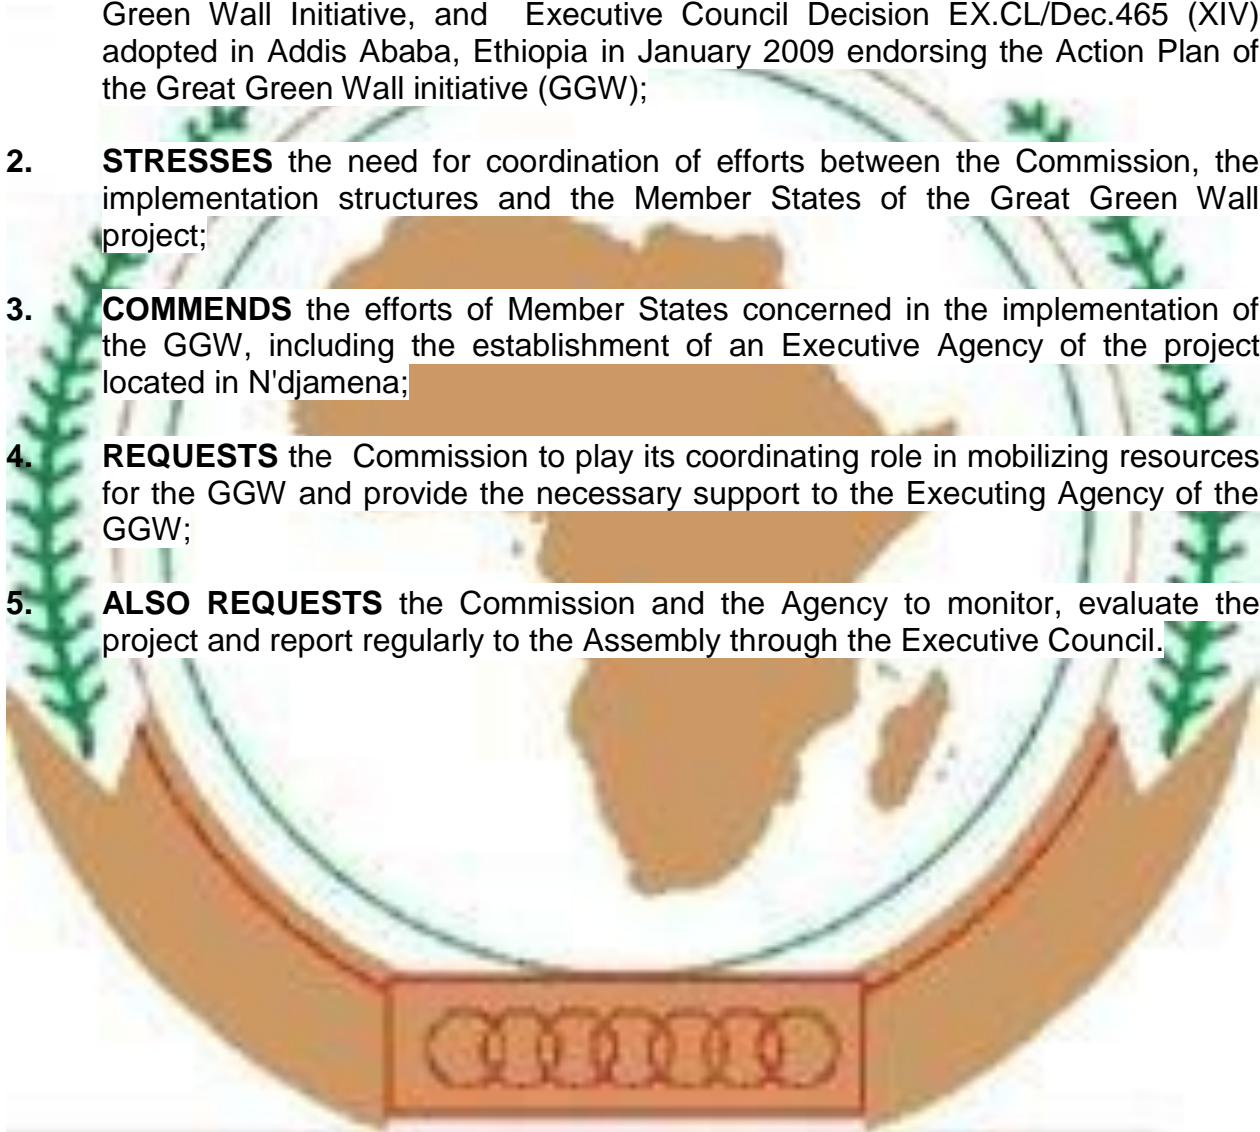 Green Wall Initiative, and Executive Council Decision EX.CL/Dec.465 (XIV)
adopted in Addis Ababa, Ethiopia in January 2009 endorsing the Action Plan of
the Great Green Wall initiative (GGW);
2. STRESSES the need for coordination of efforts between the Commission, the
implementation structures and the Member States of the Great Green Wall
project;
3. COMMENDS the efforts of Member States concerned in the implementation of
the GGW, including the establishment of an Executive Agency of the project
located in N'djamena;
4. REQUESTS the Commission to play its coordinating role in mobilizing resources
for the GGW and provide the necessary support to the Executing Agency of the
GGW;
5. ALSO REQUESTS the Commission and the Agency to monitor, evaluate the
project and report regularly to the Assembly through the Executive Council.